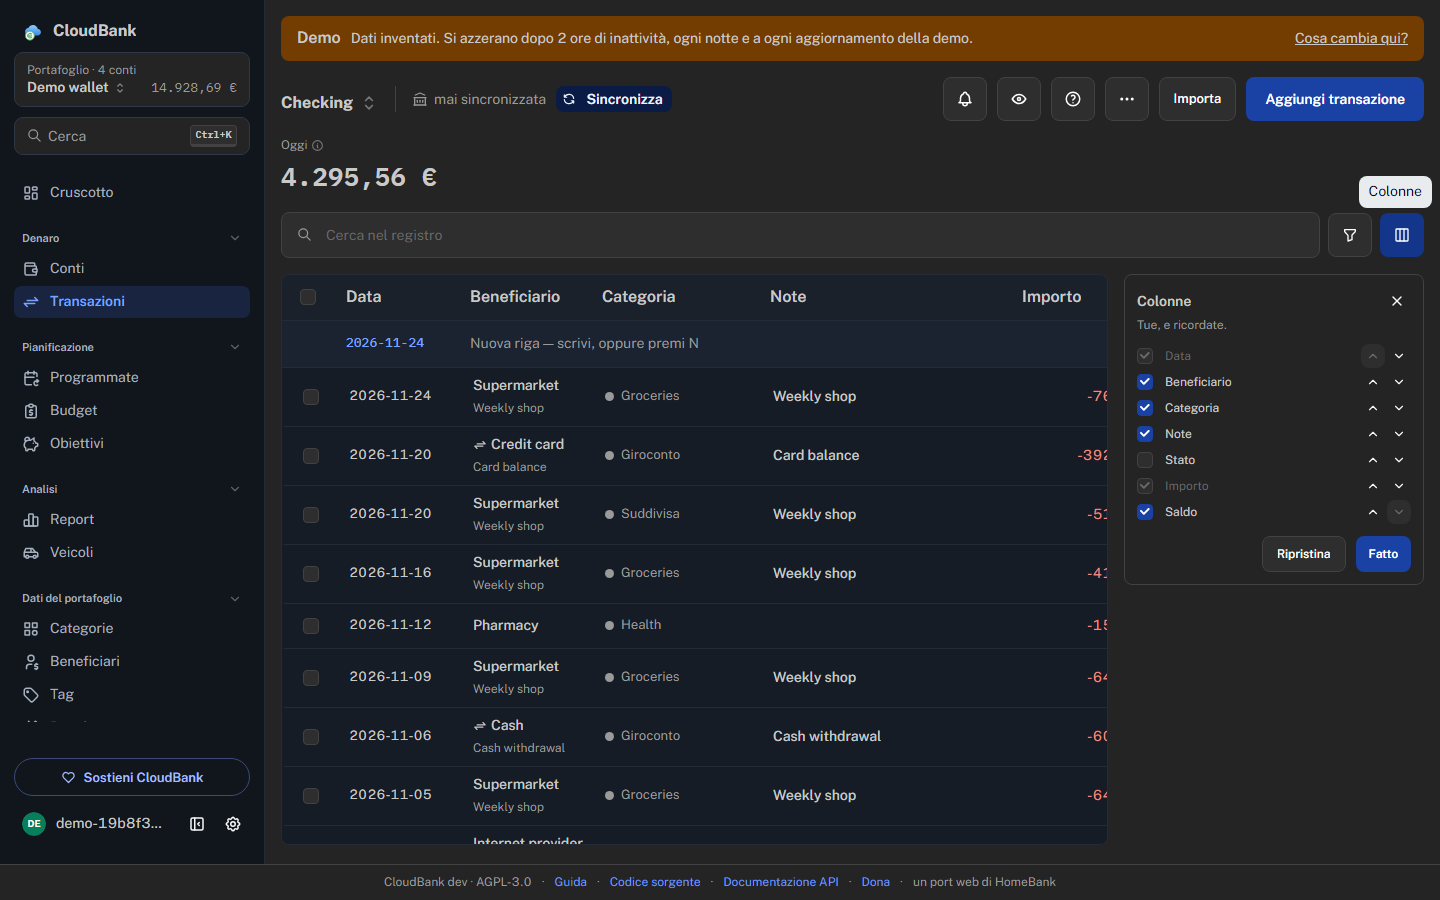 CloudBank
Portafoglio · 4 conti
Demo wallet 14.928,69 €
Cerca Ctrl+K
Cruscotto
Denaro
Conti
Transazioni
Pianificazione
Programmate
Budget
Obiettivi
Analisi
Report
Veicoli
Dati del portafoglio
Categorie
Beneficiari
Tag
Sostieni CloudBank
DE demo-19b8f3...
Demo Dati inventati. Si azzerano dopo 2 ore di inattività, ogni notte e a ogni aggiornamento della demo. Cosa cambia qui?
Checking mai sincronizzata Sincronizza Importa Aggiungi transazione
Oggi
4.295,56 €
Colonne
Cerca nel registro
Data Beneficiario Categoria Note Importo
2026-11-24 Nuova riga — scrivi, oppure premi N
2026-11-24 Supermarket Groceries Weekly shop -76
Weekly shop
2026-11-20 Credit card Giroconto Card balance -392
Card balance
2026-11-20 Supermarket Suddivisa Weekly shop -51
Weekly shop
2026-11-16 Supermarket Groceries Weekly shop -41
Weekly shop
2026-11-12 Pharmacy Health -15
2026-11-09 Supermarket Groceries Weekly shop -64
Weekly shop
2026-11-06 Cash Giroconto Cash withdrawal -60
Cash withdrawal
2026-11-05 Supermarket Groceries Weekly shop -64
Weekly shop
Internet provider
Colonne
Tue, e ricordate.
Data
Beneficiario
Categoria
Note
Stato
Importo
Saldo
Ripristina Fatto
CloudBank dev · AGPL-3.0 · Guida · Codice sorgente · Documentazione API · Dona · un port web di HomeBank